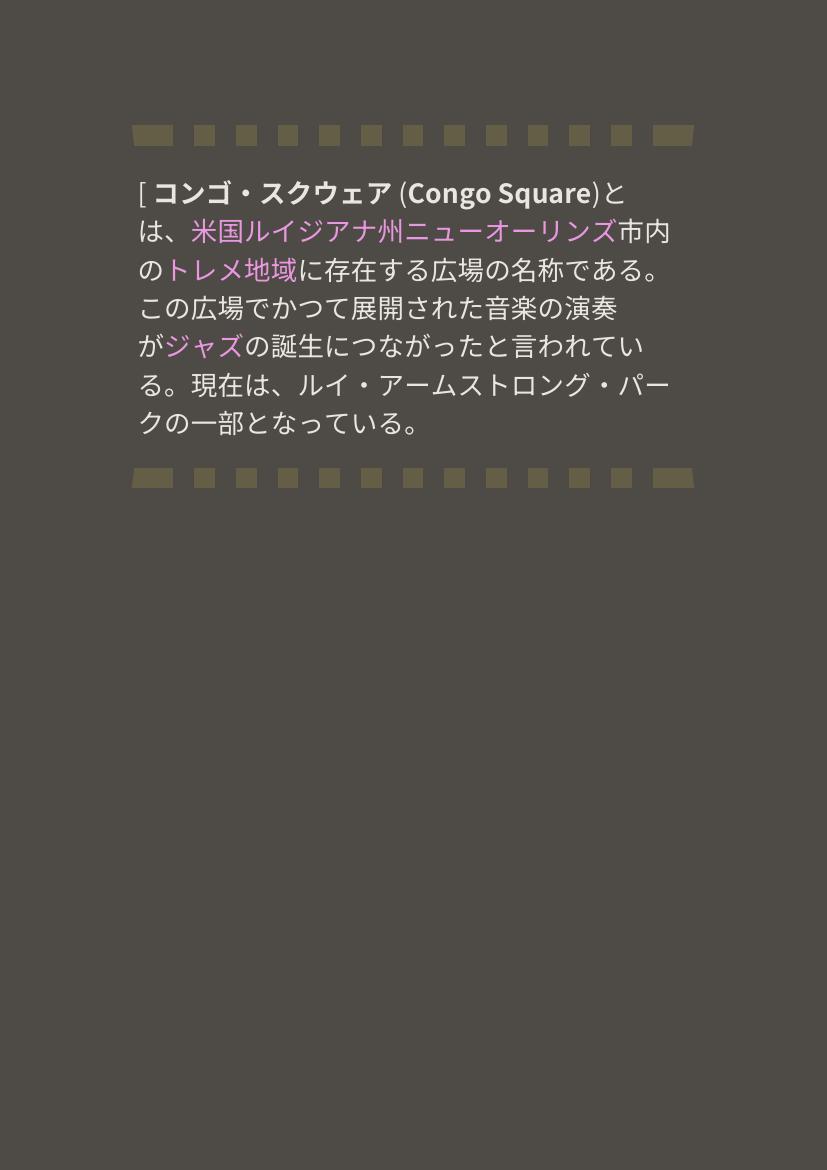 [ コンゴ・スクウェア (Congo Square)と
は、米国ルイジアナ州ニューオーリンズ市内
のトレメ地域に存在する広場の名称である。
この広場でかつて展開された音楽の演奏
がジャズの誕生につながったと言われてい
る。現在は、ルイ・アームストロング・パー
クの一部となっている。